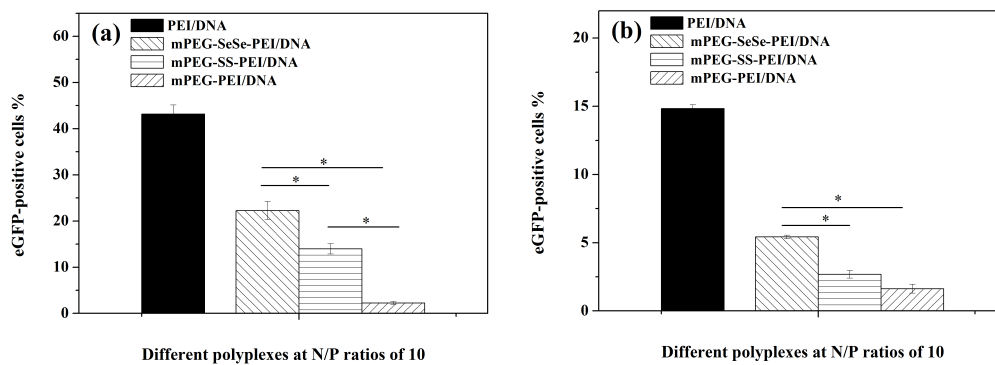 (a)
PEI/DNA
mPEG-SeSe-PEI/DNA
mPEG-SS-PEI/DNA
mPEG-PEI/DNA
eGFP-positive cells %
60
50
40
30
20
10
0
*
*
*
Different polyplexes at N/P ratios of 10
(b)
PEI/DNA
mPEG-SeSe-PEI/DNA
mPEG-SS-PEI/DNA
mPEG-PEI/DNA
eGFP-positive cells %
20
15
10
5
0
*
*
Different polyplexes at N/P ratios of 10